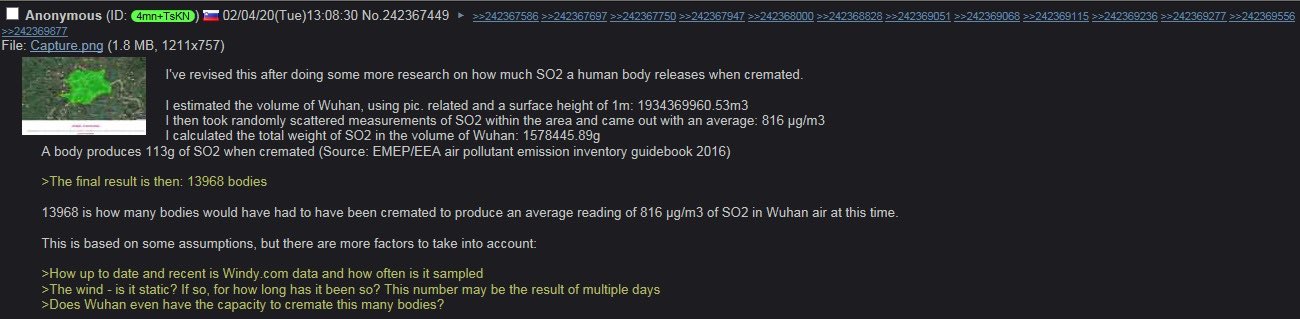 Anonymous (ID: 4mn+TsKN) 02/04/20(Tue)13:08:30 No.242367449 ▸ >>242367586 >>242367697 >>242367750 >>242367947 >>242368000 >>242368828 >>242369051 >>242369068 >>242369115 >>242369236 >>242369277 >>242369556
>>242369877
File: Capture.png (1.8 MB, 1211x757)
I've revised this after doing some more research on how much SO2 a human body releases when cremated.
I estimated the volume of Wuhan, using pic. related and a surface height of 1m: 1934369960.53m3
I then took randomly scattered measurements of SO2 within the area and came out with an average: 816 µg/m3
I calculated the total weight of SO2 in the volume of Wuhan: 1578445.89g
A body produces 113g of SO2 when cremated (Source: EMEP/EEA air pollutant emission inventory guidebook 2016)
>The final result is then: 13968 bodies
13968 is how many bodies would have had to have been cremated to produce an average reading of 816 µg/m3 of SO2 in Wuhan air at this time.
This is based on some assumptions, but there are more factors to take into account:
>How up to date and recent is Windy.com data and how often is it sampled
>The wind - is it static? If so, for how long has it been so? This number may be the result of multiple days
>Does Wuhan even have the capacity to cremate this many bodies?